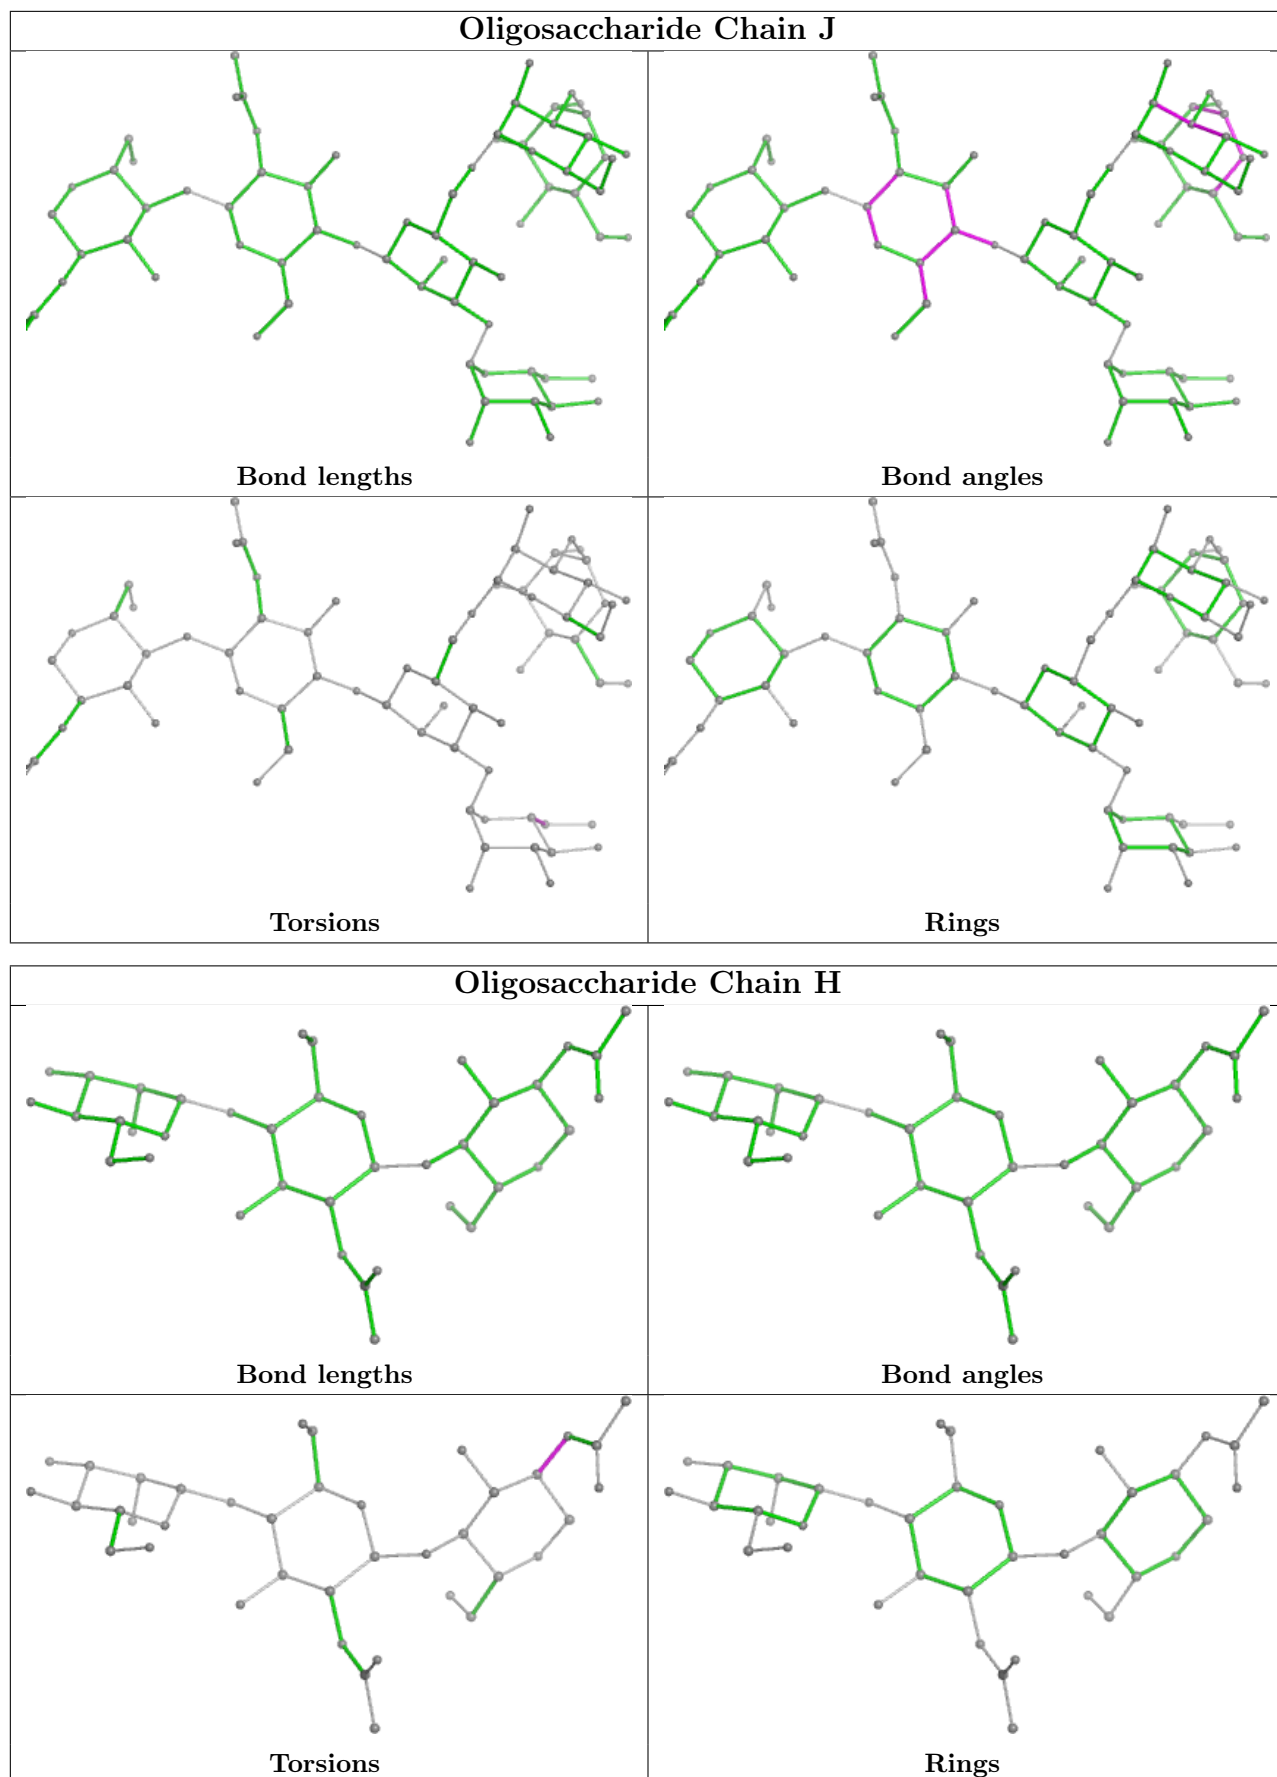 Oligosaccharide Chain J
Bond lengths
Bond angles
Torsions
Rings
Oligosaccharide Chain H
Bond lengths
Bond angles
Torsions
Rings